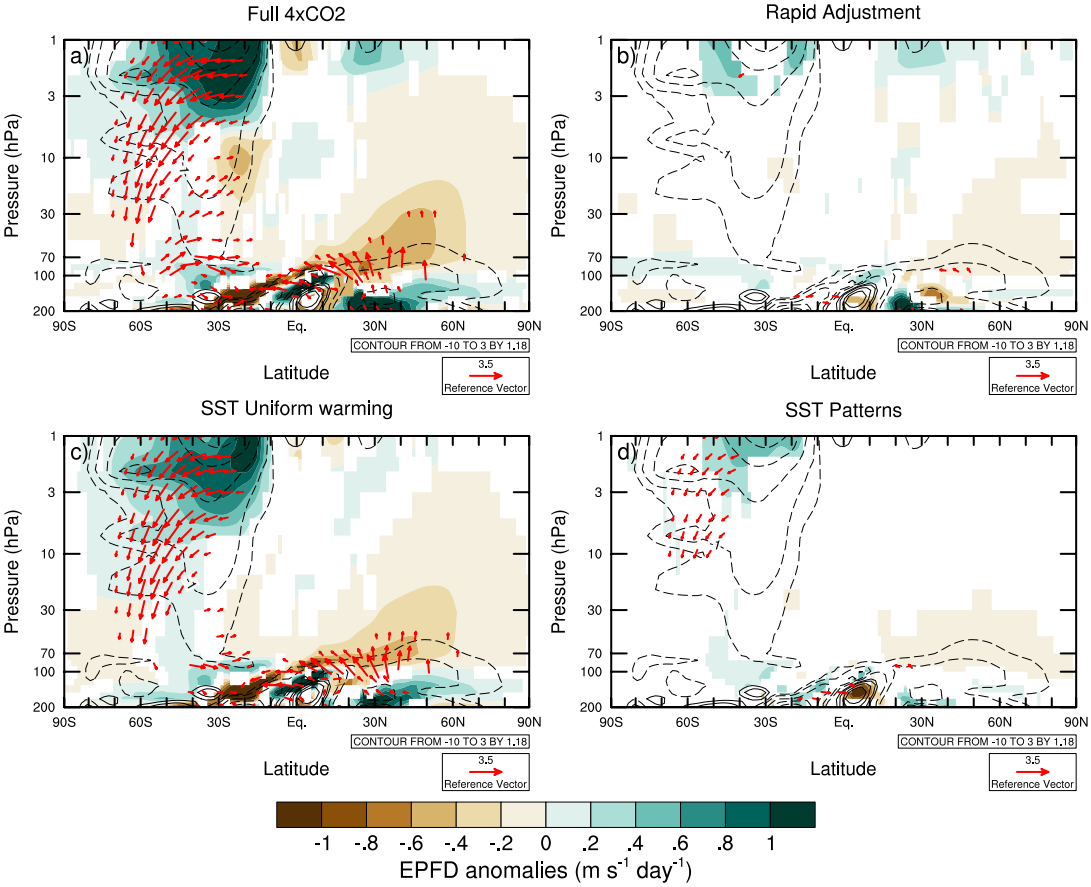 Full 4xCO2
Rapid Adjustment
a)
b)
Pressure (hPa)
1
3
10
30
70
100
200
90S 60S 30S Eq. 30N 60N 90N
CONTOUR FROM -10 TO 3 BY 1.18
Latitude
3.5
Reference Vector
Pressure (hPa)
1
3
10
30
70
100
200
90S 60S 30S Eq. 30N 60N 90N
CONTOUR FROM -10 TO 3 BY 1.18
Latitude
3.5
Reference Vector
SST Uniform warming
SST Patterns
c)
d)
Pressure (hPa)
1
3
10
30
70
100
200
90S 60S 30S Eq. 30N 60N 90N
CONTOUR FROM -10 TO 3 BY 1.18
Latitude
3.5
Reference Vector
Pressure (hPa)
1
3
10
30
70
100
200
90S 60S 30S Eq. 30N 60N 90N
CONTOUR FROM -10 TO 3 BY 1.18
Latitude
3.5
Reference Vector
-1 -.8 -.6 -.4 -.2 0 .2 .4 .6 .8 1
EPFD anomalies (m s⁻¹ day⁻¹)